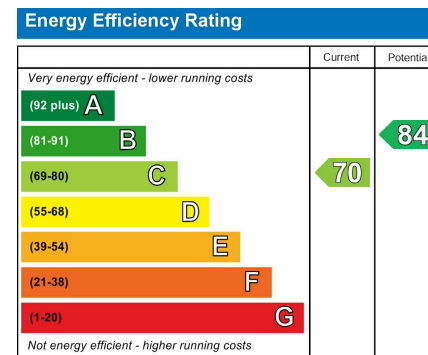 Energy Efficiency Rating
Current Potential
Very energy efficient - lower running costs
(92 plus) A
(81-91) B
84
(69-80) C
70
(55-68) D
(39-54) E
(21-38) F
(1-20) G
Not energy efficient - higher running costs